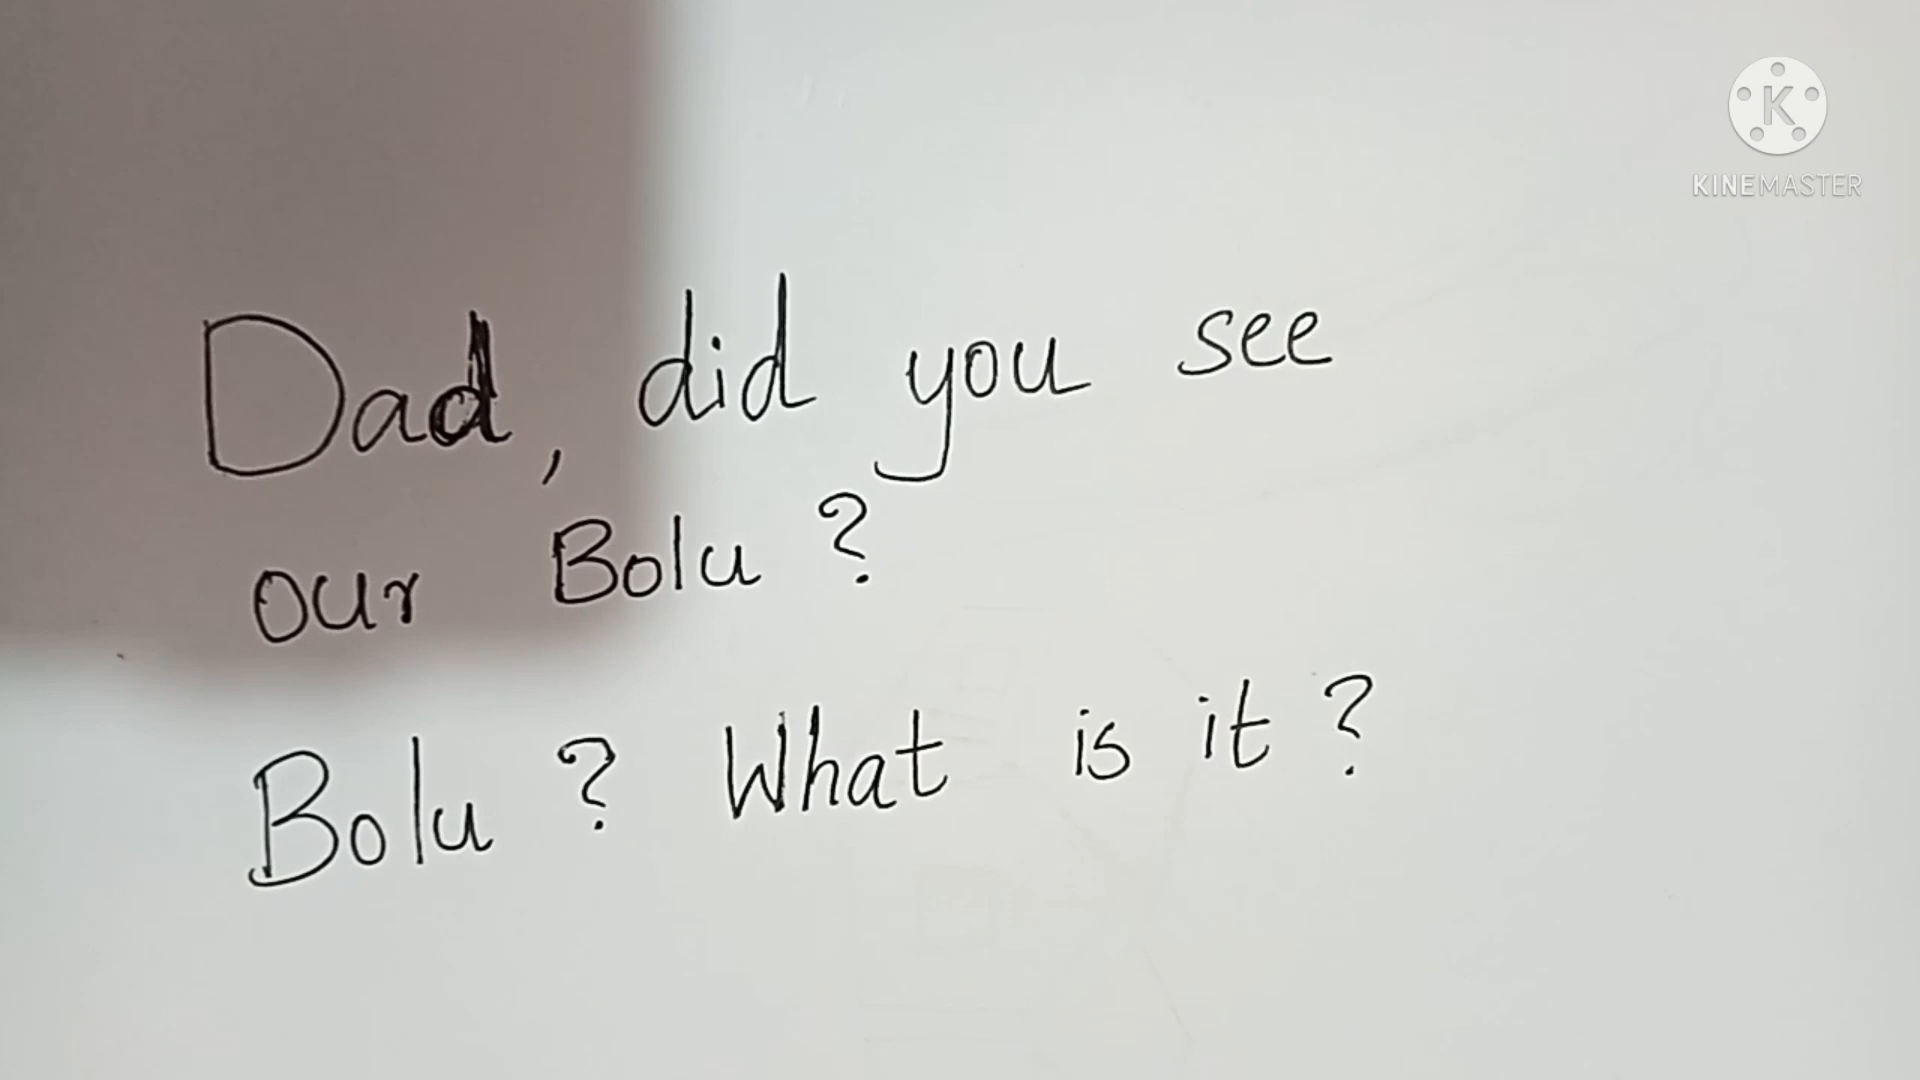 KINEMASTER
Dad, did you see
our Bolu ?
Bolu ? What is it ?